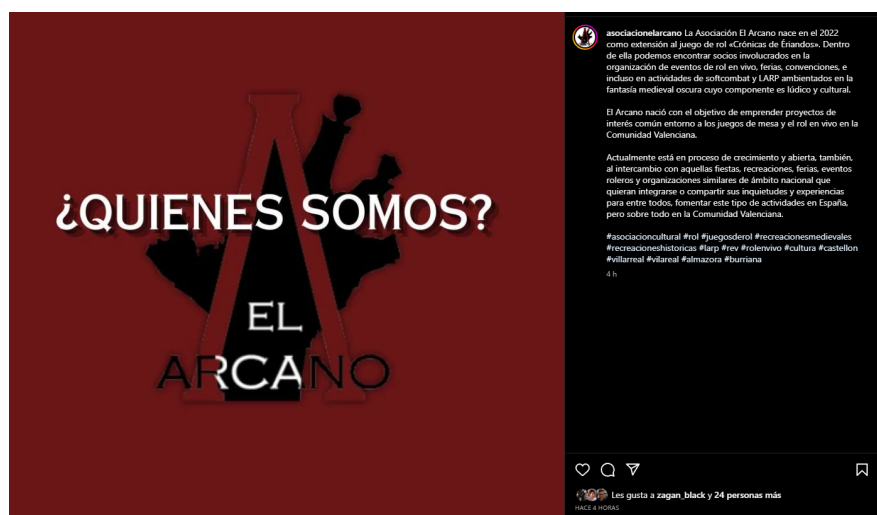 ¿QUIENES SOMOS?
EL
ARCANO
asociacionelarcano La Asociación El Arcano nace en el 2022
como extensión al juego de rol «Crónicas de Ériandos». Dentro
de ella podemos encontrar socios involucrados en la
organización de eventos de rol en vivo, ferias, convenciones, e
incluso en actividades de softcombat y LARP ambientados en la
fantasía medieval oscura cuyo componente es lúdico y cultural.
El Arcano nació con el objetivo de emprender proyectos de
interés común entorno a los juegos de mesa y el rol en vivo en la
Comunidad Valenciana.
Actualmente está en proceso de crecimiento y abierta, también,
al intercambio con aquellas fiestas, recreaciones, ferias, eventos
roleros y organizaciones similares de ámbito nacional que
quieran integrarse o compartir sus inquietudes y experiencias
para entre todos, fomentar este tipo de actividades en España,
pero sobre todo en la Comunidad Valenciana.
#asociacioncultural #rol #juegosderol #recreacionesmedievales
#recreacioneshistoricas #larp #rev #rolenvivo #cultura #castellon
#villarreal #vilareal #almazora #burriana
4 h
Les gusta a zagan_black y 24 personas más
HACE 4 HORAS